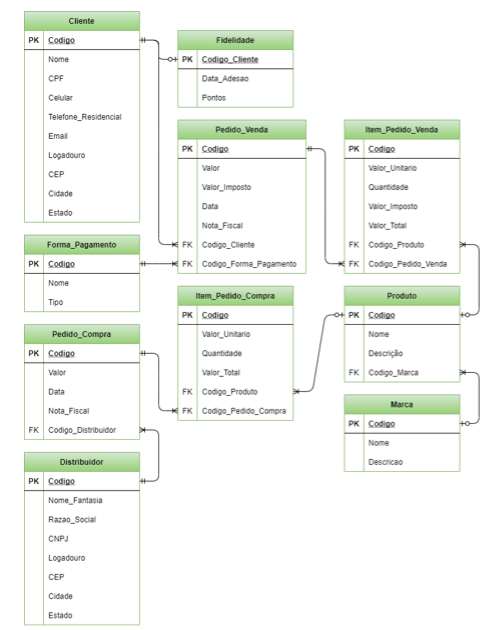 Cliente
PK Codigo
Nome
CPF
Celular
Telefone_Residencial
Email
Logadouro
CEP
Cidade
Estado
Fidelidade
PK Codigo_Cliente
Data_Adesao
Pontos
Pedido_Venda
PK Codigo
Valor
Valor_Imposto
Data
Nota_Fiscal
FK Codigo_Cliente
FK Codigo_Forma_Pagamento
Item_Pedido_Venda
PK Codigo
Valor_Unitario
Quantidade
Valor_Imposto
Valor_Total
FK Codigo_Produto
FK Codigo_Pedido_Venda
Forma_Pagamento
PK Codigo
Nome
Tipo
Item_Pedido_Compra
PK Codigo
Valor_Unitario
Quantidade
Valor_Total
FK Codigo_Produto
FK Codigo_Pedido_Compra
Produto
PK Codigo
Nome
Descrição
FK Codigo_Marca
Pedido_Compra
PK Codigo
Valor
Data
Nota_Fiscal
FK Codigo_Distribuidor
Marca
PK Codigo
Nome
Descricao
Distribuidor
PK Codigo
Nome_Fantasia
Razao_Social
CNPJ
Logadouro
CEP
Cidade
Estado